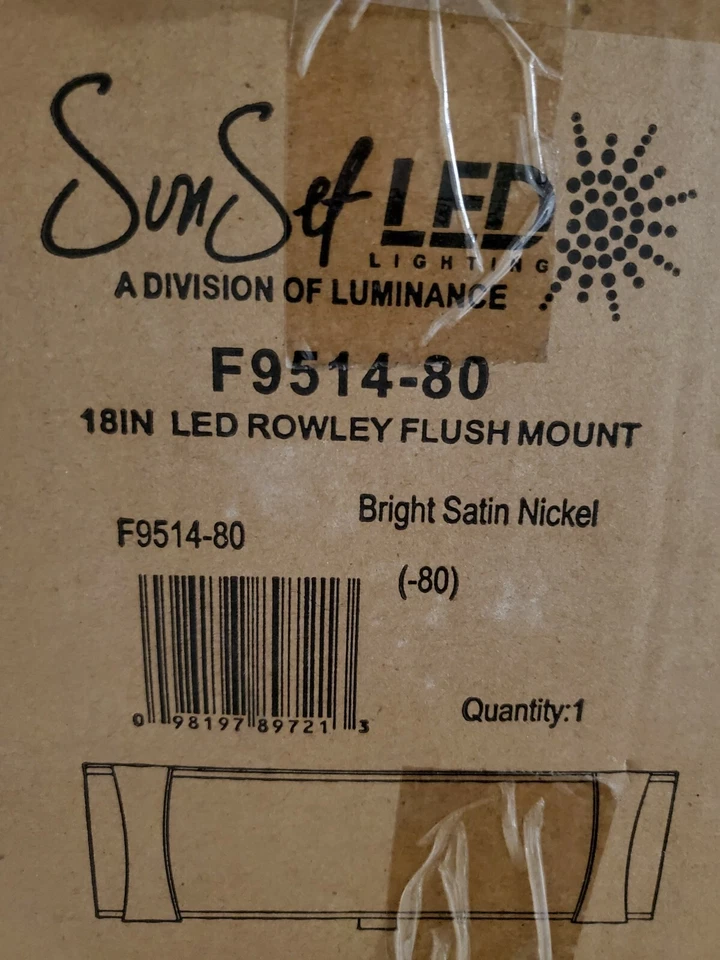 SunSet LED
LIGHTING
A DIVISION OF LUMINANCE
F9514-80
18IN LED ROWLEY FLUSH MOUNT
Bright Satin Nickel
F9514-80
(-80)
0 98197 89721 3
Quantity:1